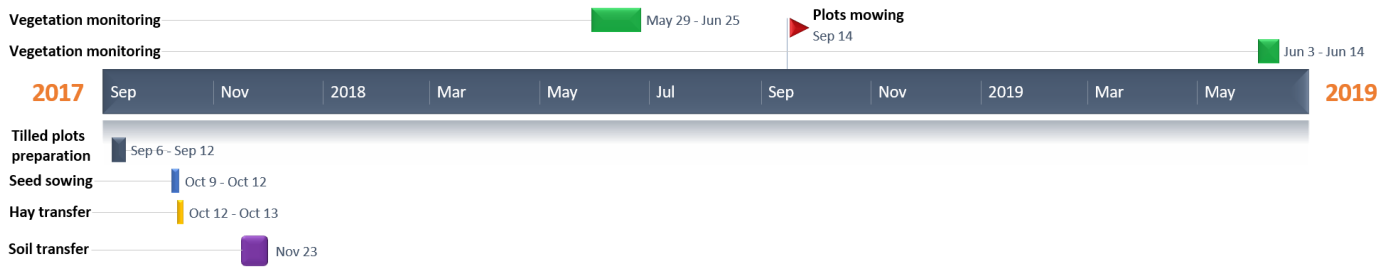 Vegetation monitoring
May 29 - Jun 25
Plots mowing
Sep 14
Vegetation monitoring
Jun 3 - Jun 14
2017
Sep
Nov
2018
Mar
May
Jul
Sep
Nov
2019
Mar
May
2019
Tilled plots
preparation
Sep 6 - Sep 12
Seed sowing
Oct 9 - Oct 12
Hay transfer
Oct 12 - Oct 13
Soil transfer
Nov 23